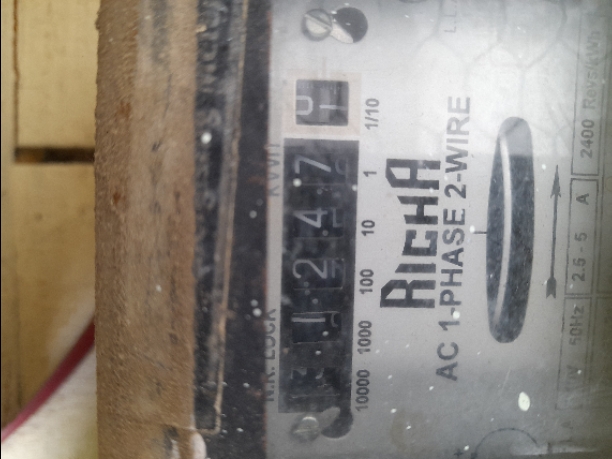 N.R. LOCK KWH
1 2 4 7
10000 1000 100 10 1 1/10
RICHA
AC 1-PHASE 2-WIRE
50Hz 2.5 - 5 A 2400 Revs/kWh